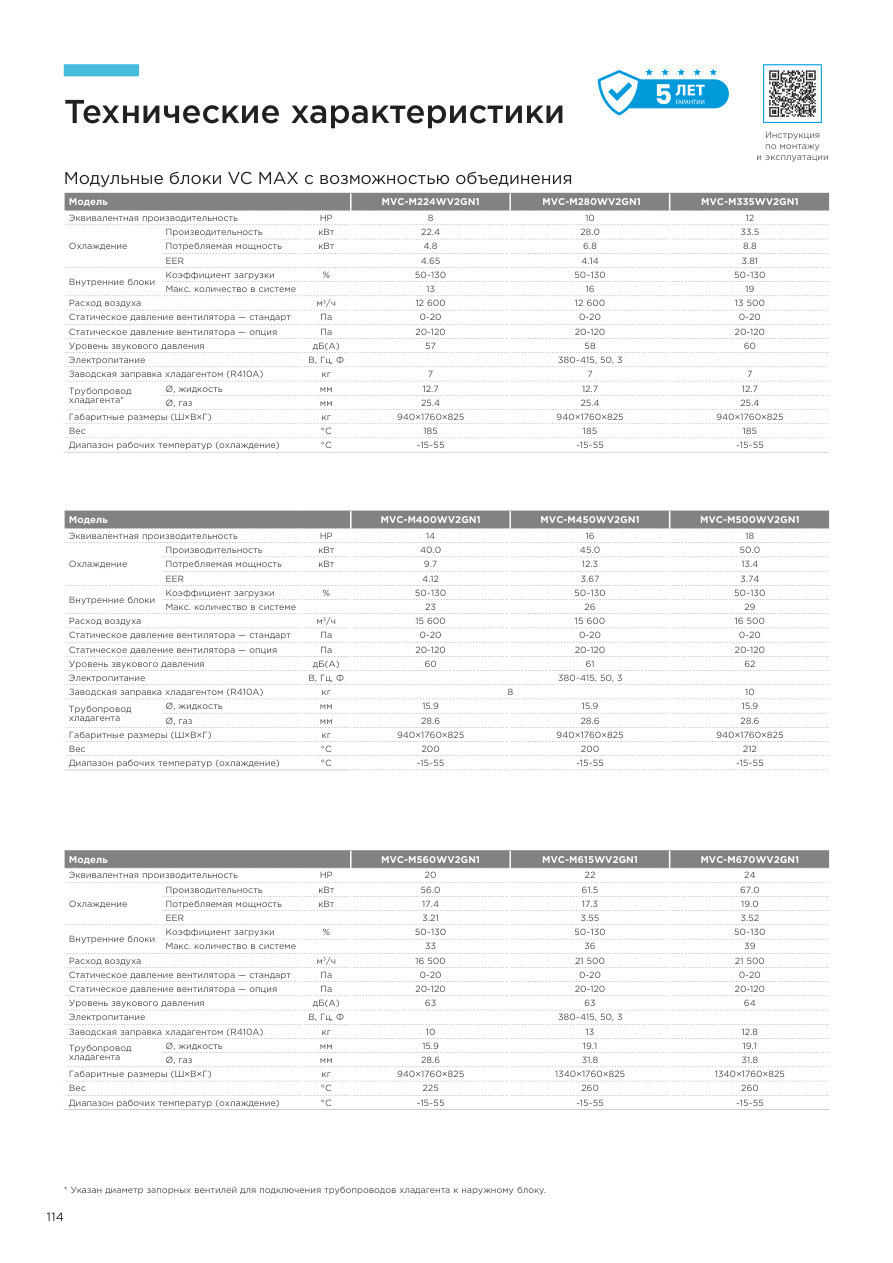 Технические характеристики
5 ЛЕТ
ГАРАНТИИ
Инструкция
по монтажу
и эксплуатации
Модульные блоки VC MAX с возможностью объединения
Модель MVC-M224WV2GN1 MVC-M280WV2GN1 MVC-M335WV2GN1
Эквивалентная производительность HP 8 10 12
Охлаждение Производительность кВт 22.4 28.0 33.5
Потребляемая мощность кВт 4.8 6.8 8.8
EER 4.65 4.14 3.81
Внутренние блоки Коэффициент загрузки % 50-130 50-130 50-130
Макс. количество в системе 13 16 19
Расход воздуха м³/ч 12 600 12 600 13 500
Статическое давление вентилятора — стандарт Па 0-20 0-20 0-20
Статическое давление вентилятора — опция Па 20-120 20-120 20-120
Уровень звукового давления дБ(А) 57 58 60
Электропитание В, Гц, Ф 380-415, 50, 3
Заводская заправка хладагентом (R410A) кг 7 7 7
Трубопровод хладагента* Ø, жидкость мм 12.7 12.7 12.7
Ø, газ мм 25.4 25.4 25.4
Габаритные размеры (Ш×В×Г) кг 940×1760×825 940×1760×825 940×1760×825
Вес °C 185 185 185
Диапазон рабочих температур (охлаждение) °C -15-55 -15-55 -15-55
Модель MVC-M400WV2GN1 MVC-M450WV2GN1 MVC-M500WV2GN1
Эквивалентная производительность HP 14 16 18
Охлаждение Производительность кВт 40.0 45.0 50.0
Потребляемая мощность кВт 9.7 12.3 13.4
EER 4.12 3.67 3.74
Внутренние блоки Коэффициент загрузки % 50-130 50-130 50-130
Макс. количество в системе 23 26 29
Расход воздуха м³/ч 15 600 15 600 16 500
Статическое давление вентилятора — стандарт Па 0-20 0-20 0-20
Статическое давление вентилятора — опция Па 20-120 20-120 20-120
Уровень звукового давления дБ(А) 60 61 62
Электропитание В, Гц, Ф 380-415, 50, 3
Заводская заправка хладагентом (R410A) кг 8 10
Трубопровод хладагента Ø, жидкость мм 15.9 15.9 15.9
Ø, газ мм 28.6 28.6 28.6
Габаритные размеры (Ш×В×Г) кг 940×1760×825 940×1760×825 940×1760×825
Вес °C 200 200 212
Диапазон рабочих температур (охлаждение) °C -15-55 -15-55 -15-55
Модель MVC-M560WV2GN1 MVC-M615WV2GN1 MVC-M670WV2GN1
Эквивалентная производительность HP 20 22 24
Охлаждение Производительность кВт 56.0 61.5 67.0
Потребляемая мощность кВт 17.4 17.3 19.0
EER 3.21 3.55 3.52
Внутренние блоки Коэффициент загрузки % 50-130 50-130 50-130
Макс. количество в системе 33 36 39
Расход воздуха м³/ч 16 500 21 500 21 500
Статическое давление вентилятора — стандарт Па 0-20 0-20 0-20
Статическое давление вентилятора — опция Па 20-120 20-120 20-120
Уровень звукового давления дБ(А) 63 63 64
Электропитание В, Гц, Ф 380-415, 50, 3
Заводская заправка хладагентом (R410A) кг 10 13 12.8
Трубопровод хладагента Ø, жидкость мм 15.9 19.1 19.1
Ø, газ мм 28.6 31.8 31.8
Габаритные размеры (Ш×В×Г) кг 940×1760×825 1340×1760×825 1340×1760×825
Вес °C 225 260 260
Диапазон рабочих температур (охлаждение) °C -15-55 -15-55 -15-55
* Указан диаметр запорных вентилей для подключения трубопроводов хладагента к наружному блоку.
114